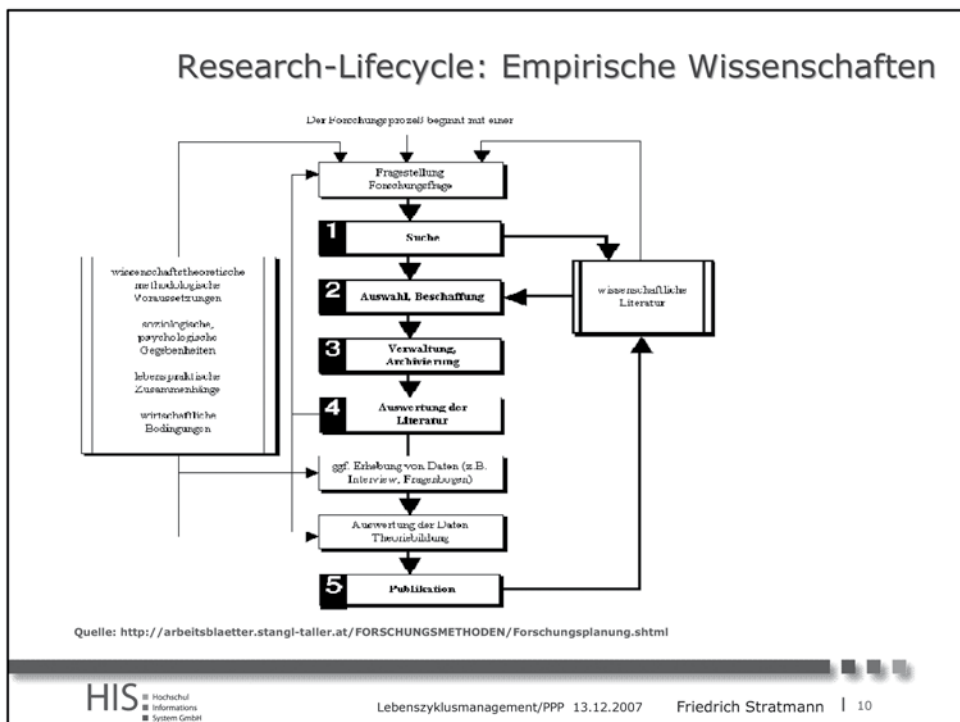 Research-Lifecycle: Empirische Wissenschaften
Der Forschungsprozeß beginnt mit einer
Fragestellung
Forschungsfrage
1
Suche
wissenschaftstheoretische
methodologische
Voraussetzungen
soziologische,
psychologische
Gegebenheiten
lebenspraktische
Zusammenhänge
wirtschaftliche
Bedingungen
2
Auswahl, Beschaffung
wissenschaftliche
Literatur
3
Verwaltung,
Archivierung
4
Auswertung der
Literatur
ggf. Erhebung von Daten (z.B.
Interview, Fragebogen)
Auswertung der Daten
Theoriebildung
5
Publikation
Quelle: http://arbeitsblaetter.stangl-taller.at/FORSCHUNGSMETHODEN/Forschungsplanung.shtml
HIS
Hochschul
Informations
System GmbH
Lebenszyklusmanagement/PPP 13.12.2007
Friedrich Stratmann
10